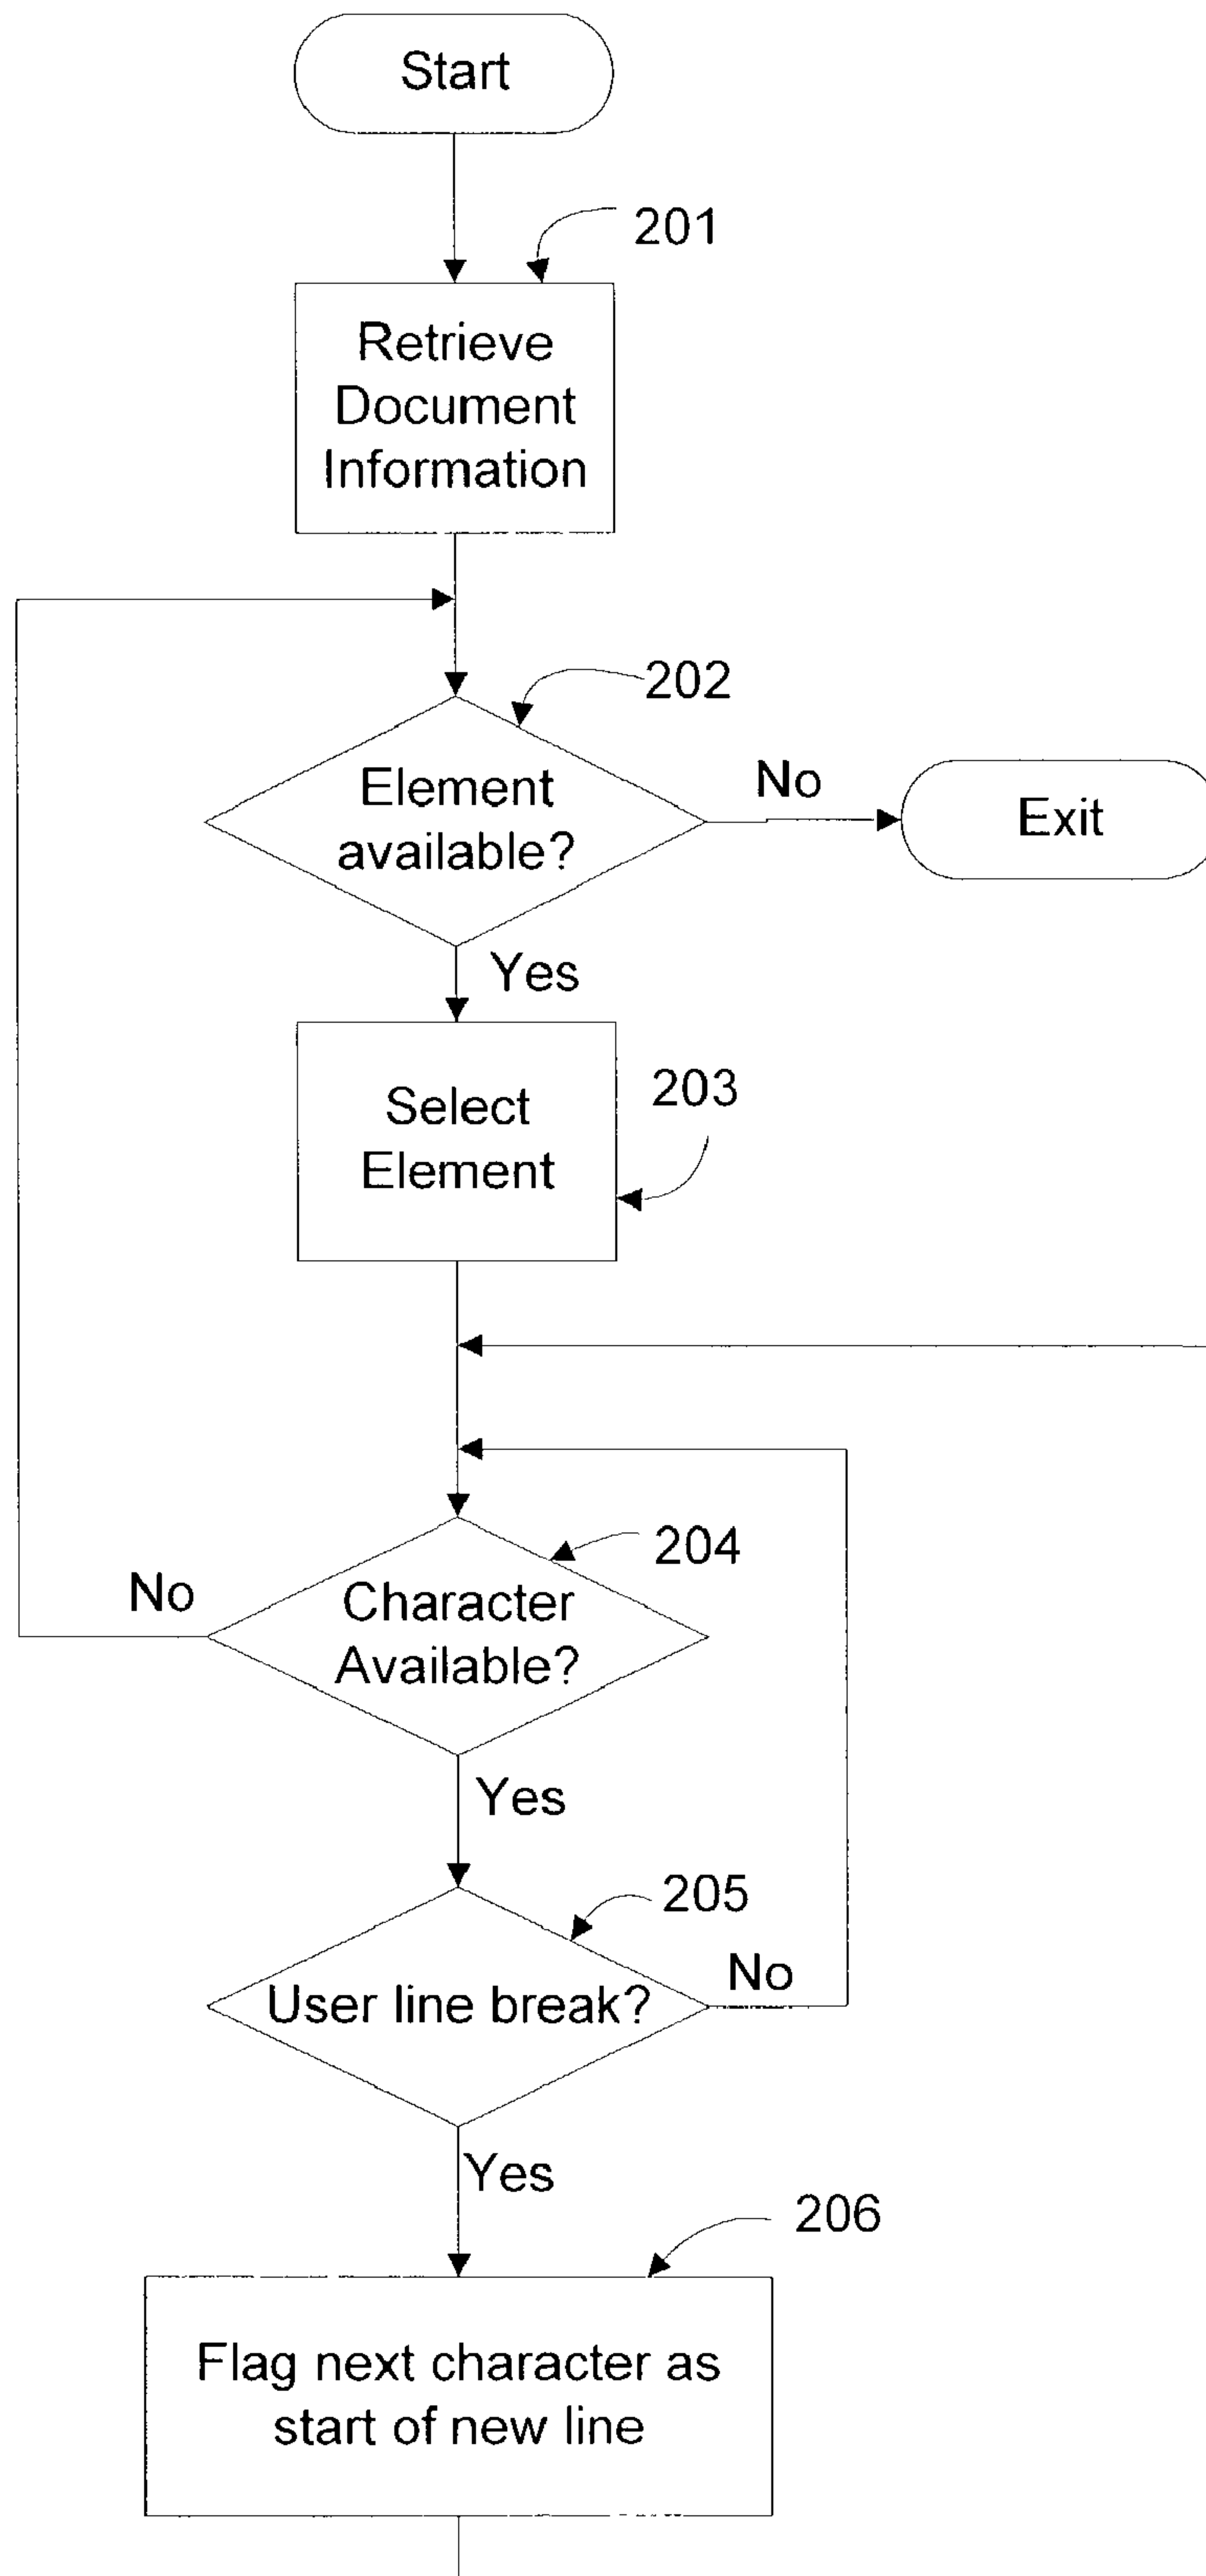 Start
201
Retrieve
Document
Information
202
Element
available?
No
Exit
Yes
Select
Element
203
204
No
Character
Available?
Yes
205
User line break?
No
Yes
206
Flag next character as
start of new line